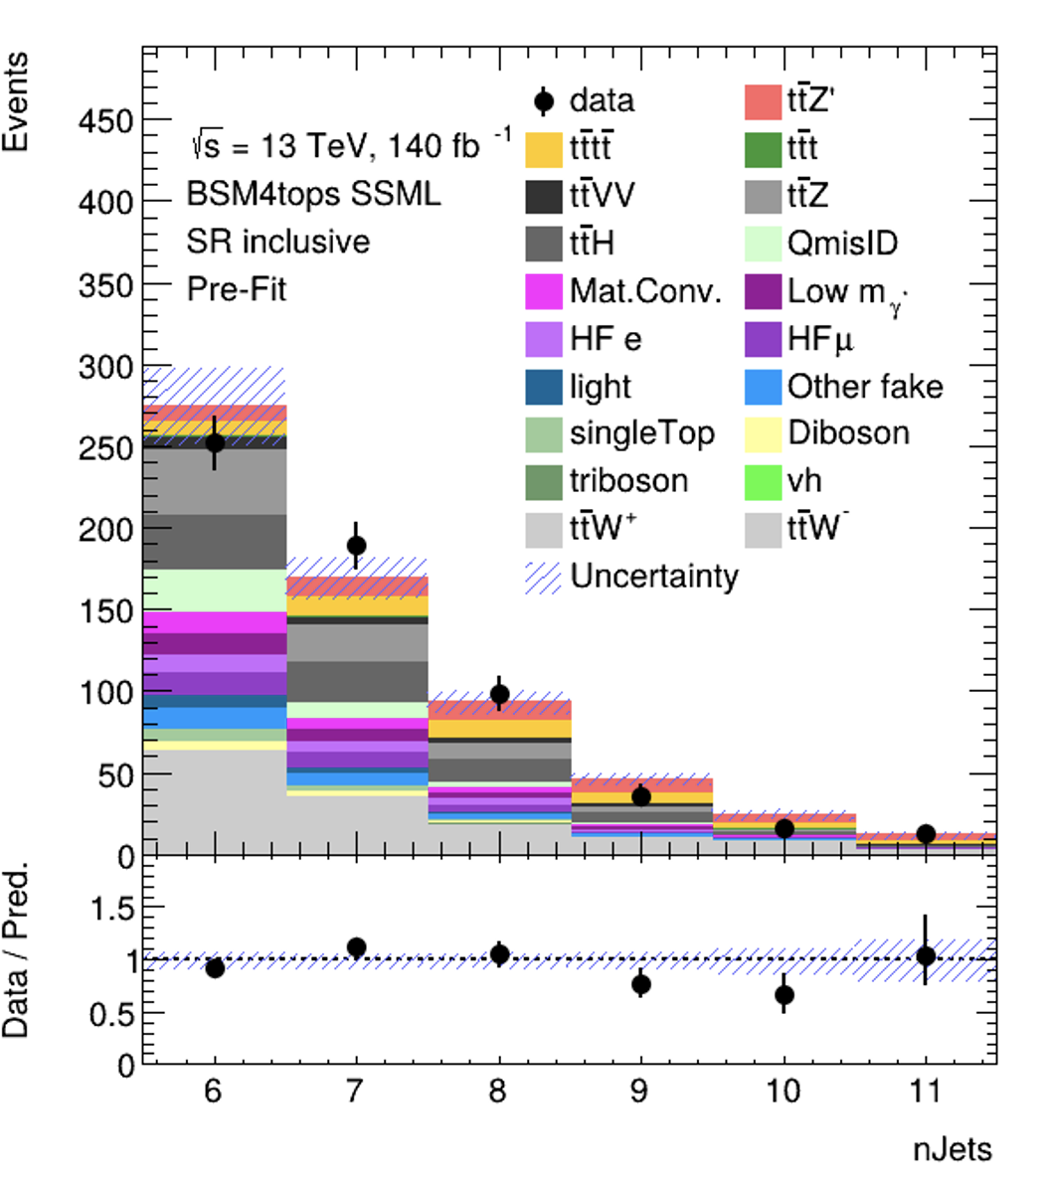 Events
450
400
350
300
250
200
150
100
50
0
√s = 13 TeV, 140 fb⁻¹
BSM4tops SSML
SR inclusive
Pre-Fit
data tt̄Z'
tt̄tt̄ tt̄t
tt̄VV tt̄Z
tt̄H QmisID
Mat.Conv. Low m_γ*
HF e HFμ
light Other fake
singleTop Diboson
triboson vh
tt̄W⁺ tt̄W⁻
Uncertainty
Data / Pred.
1.5
1
0.5
0
6 7 8 9 10 11
nJets